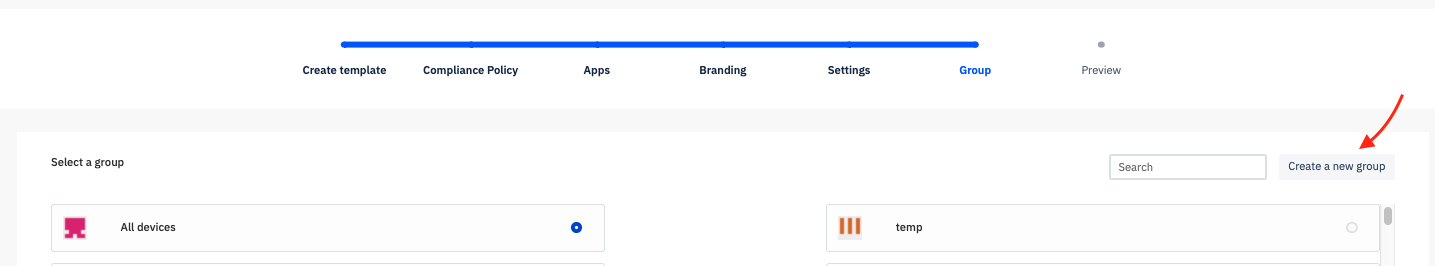 Create template Compliance Policy Apps Branding Settings Group Preview
Select a group Search Create a new group
All devices temp